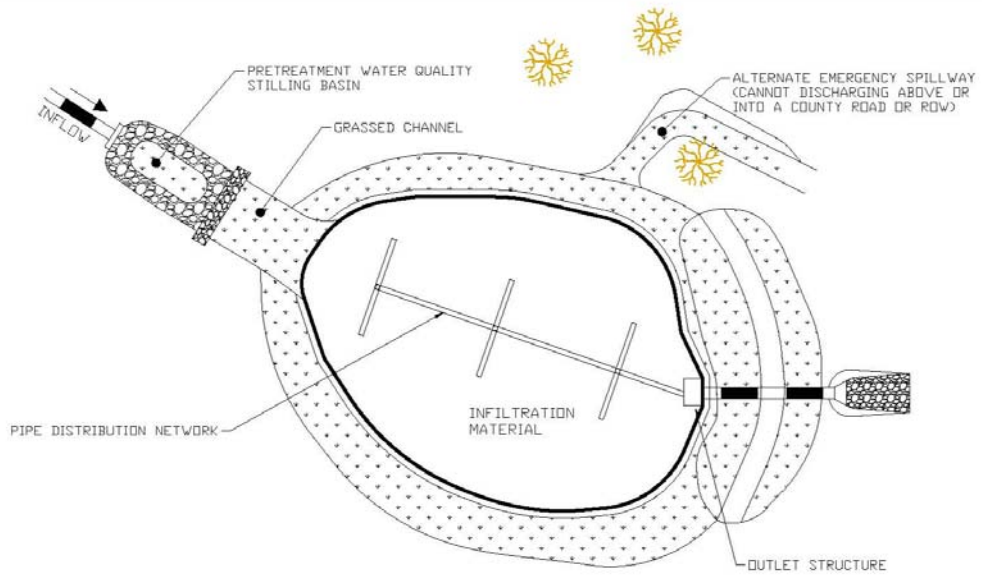 PRETREATMENT WATER QUALITY
STILLING BASIN
ALTERNATE EMERGENCY SPILLWAY
(CANNOT DISCHARGING ABOVE OR
INTO A COUNTY ROAD OR ROW)
INFLOW
GRASSED CHANNEL
PIPE DISTRIBUTION NETWORK
INFILTRATION
MATERIAL
OUTLET STRUCTURE